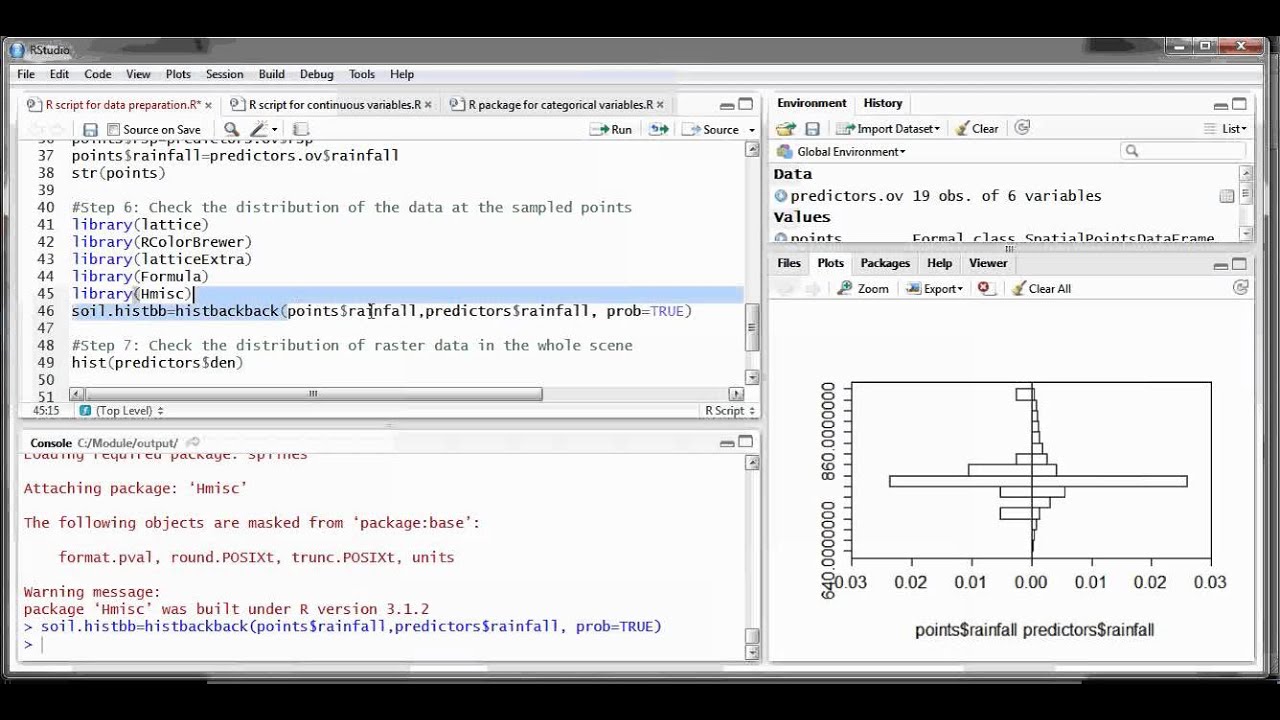 RStudio
File Edit Code View Plots Session Build Debug Tools Help
R script for data preparation.R* × R script for continuous variables.R × R package for categorical variables.R ×
Source on Save Run Source
36 points$rsp=predictors.ov$rsp
37 points$rainfall=predictors.ov$rainfall
38 str(points)
39
40 #Step 6: Check the distribution of the data at the sampled points
41 library(lattice)
42 library(RColorBrewer)
43 library(latticeExtra)
44 library(Formula)
45 library(Hmisc)
46 soil.histbb=histbackback(points$rainfall,predictors$rainfall, prob=TRUE)
47
48 #Step 7: Check the distribution of raster data in the whole scene
49 hist(predictors$den)
50
51
45:15 (Top Level) R Script
Console C:/Module/output/
Loading required package: splines
Attaching package: ‘Hmisc’
The following objects are masked from ‘package:base’:
format.pval, round.POSIXt, trunc.POSIXt, units
Warning message:
package ‘Hmisc’ was built under R version 3.1.2
> soil.histbb=histbackback(points$rainfall,predictors$rainfall, prob=TRUE)
>
Environment History
Import Dataset Clear List
Global Environment
Data
predictors.ov 19 obs. of 6 variables
Values
points Formal class SpatialPointsDataFrame
Files Plots Packages Help Viewer
Zoom Export Clear All
860.0000000
640.0000000
0.03 0.02 0.01 0.00 0.01 0.02 0.03
points$rainfall predictors$rainfall